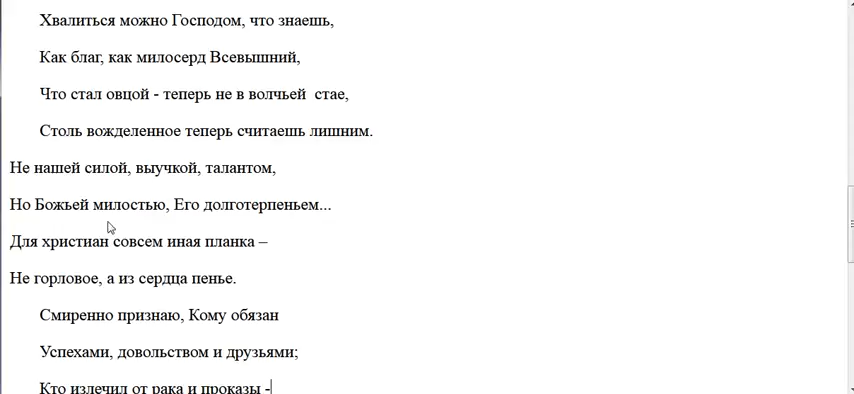 Хвалиться можно Господом, что знаешь,
Как благ, как милосерд Всевышний,
Что стал овцой - теперь не в волчьей  стае,
Столь вожделенное теперь считаешь лишним.
Не нашей силой, выучкой, талантом,
Но Божьей милостью, Его долготерпеньем...
Для христиан совсем иная планка –
Не горловое, а из сердца пенье.
Смиренно признаю, Кому обязан
Успехами, довольством и друзьями;
Кто излечил от рака и проказы -